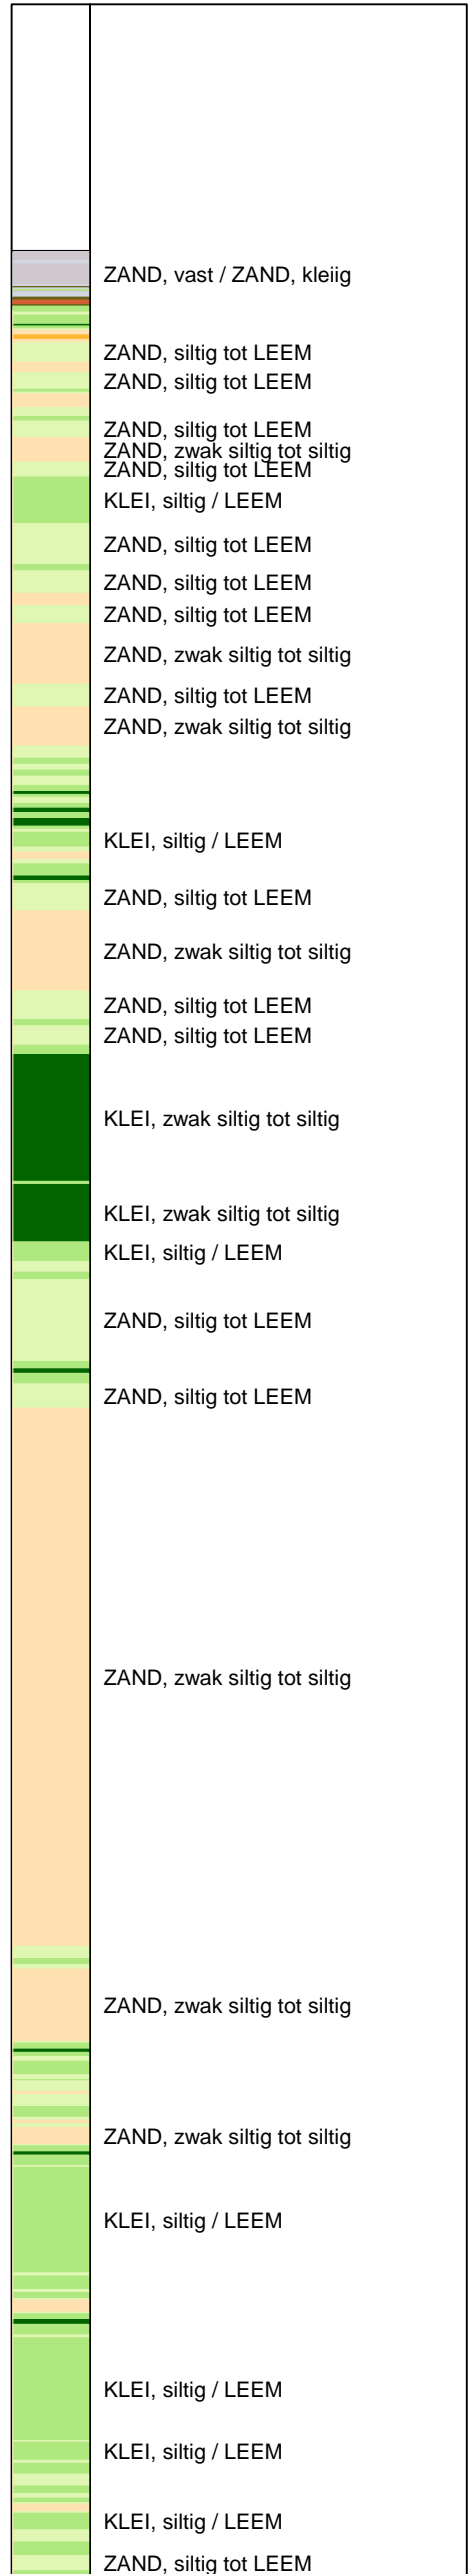 ZAND, vast / ZAND, kleiig
ZAND, siltig tot LEEM
ZAND, siltig tot LEEM
ZAND, siltig tot LEEM
ZAND, zwak siltig tot siltig
ZAND, siltig tot LEEM
KLEI, siltig / LEEM
ZAND, siltig tot LEEM
ZAND, siltig tot LEEM
ZAND, siltig tot LEEM
ZAND, zwak siltig tot siltig
ZAND, siltig tot LEEM
ZAND, zwak siltig tot siltig
KLEI, siltig / LEEM
ZAND, siltig tot LEEM
ZAND, zwak siltig tot siltig
ZAND, siltig tot LEEM
ZAND, siltig tot LEEM
KLEI, zwak siltig tot siltig
KLEI, zwak siltig tot siltig
KLEI, siltig / LEEM
ZAND, siltig tot LEEM
ZAND, siltig tot LEEM
ZAND, zwak siltig tot siltig
ZAND, zwak siltig tot siltig
ZAND, zwak siltig tot siltig
KLEI, siltig / LEEM
KLEI, siltig / LEEM
KLEI, siltig / LEEM
KLEI, siltig / LEEM
ZAND, siltig tot LEEM